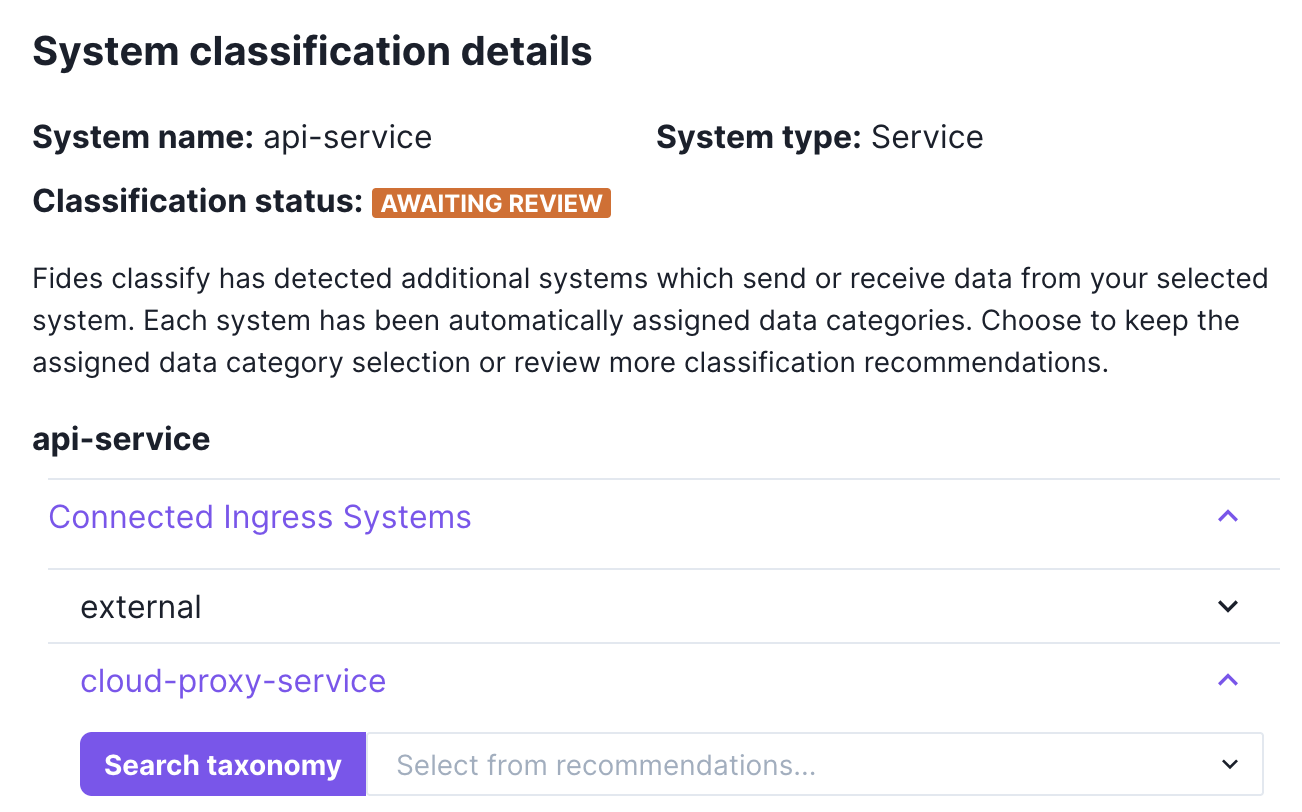 System classification details
System name: api-service System type: Service
Classification status: AWAITING REVIEW
Fides classify has detected additional systems which send or receive data from your selected
system. Each system has been automatically assigned data categories. Choose to keep the
assigned data category selection or review more classification recommendations.
api-service
Connected Ingress Systems
external
cloud-proxy-service
Search taxonomy Select from recommendations...